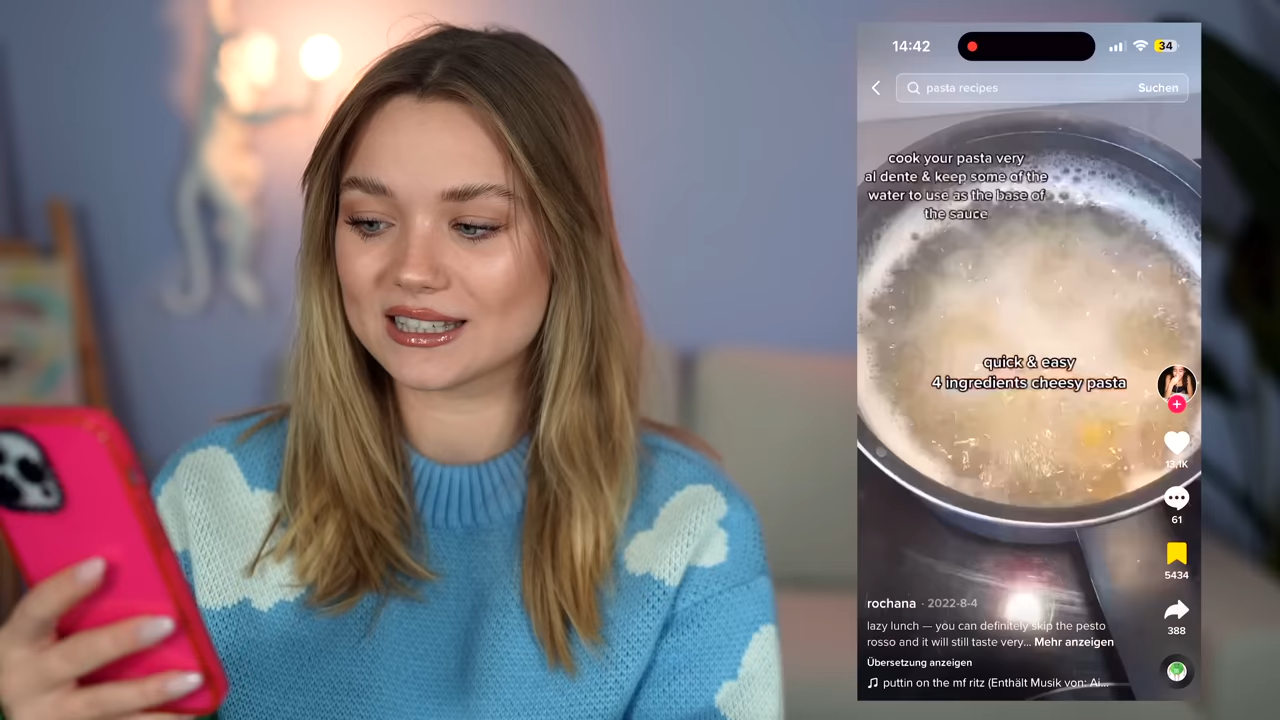 14:42
34
pasta recipes
Suchen
cook your pasta very
al dente & keep some of the
water to use as the base of
the sauce
quick & easy
4 ingredients cheesy pasta
13,1K
61
5434
388
rochana · 2022-8-4
lazy lunch — you can definitely skip the pesto
rosso and it will still taste very... Mehr anzeigen
Übersetzung anzeigen
puttin on the mf ritz (Enthält Musik von: Ai...